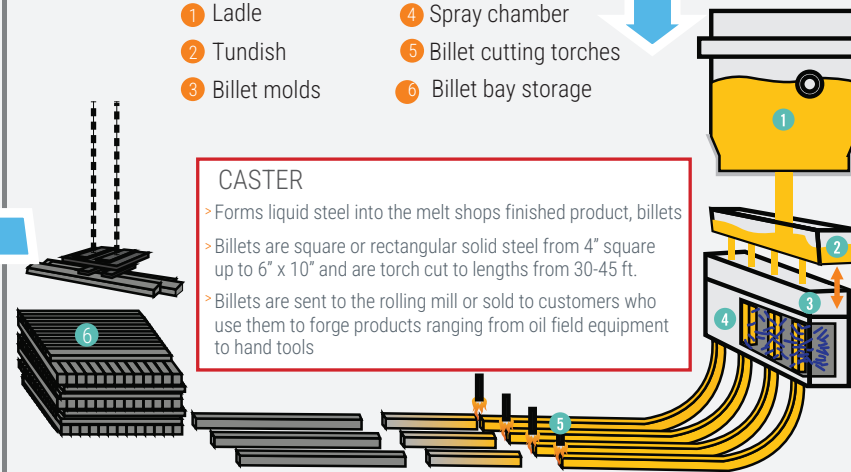 1 Ladle
2 Tundish
3 Billet molds
4 Spray chamber
5 Billet cutting torches
6 Billet bay storage
CASTER
> Forms liquid steel into the melt shops finished product, billets
> Billets are square or rectangular solid steel from 4” square
up to 6” x 10” and are torch cut to lengths from 30-45 ft.
> Billets are sent to the rolling mill or sold to customers who
use them to forge products ranging from oil field equipment
to hand tools
1
2
3
4
5
6